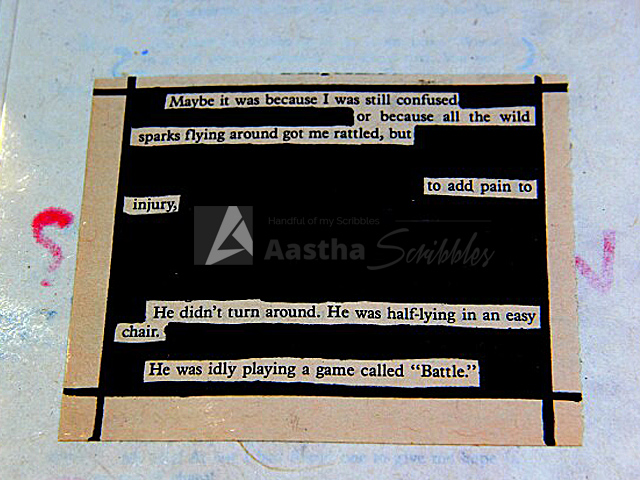 Maybe it was because I was still confused
or because all the wild
sparks flying around got me rattled, but
to add pain to
injury,
Handful of my Scribbles
Aastha Scribbles
He didn't turn around. He was half-lying in an easy
chair.
He was idly playing a game called “Battle.”